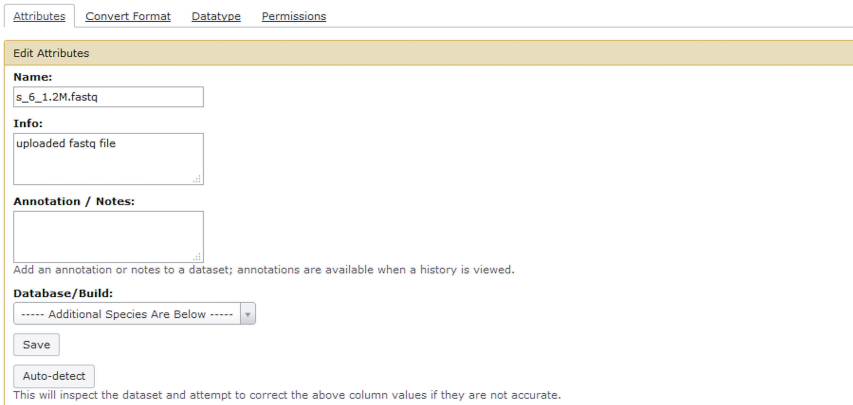 Attributes Convert Format Datatype Permissions
Edit Attributes
Name:
s_6_1.2M.fastq
Info:
uploaded fastq file
Annotation / Notes:
Add an annotation or notes to a dataset; annotations are available when a history is viewed.
Database/Build:
----- Additional Species Are Below -----
Save
Auto-detect
This will inspect the dataset and attempt to correct the above column values if they are not accurate.